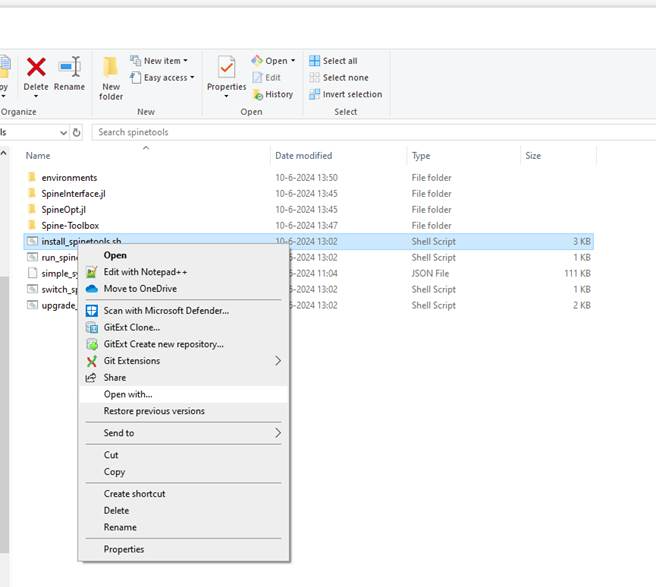 py
Delete
Rename
New
folder
New item
Easy access
Properties
Open
Edit
History
Select all
Select none
Invert selection
Organize
New
Open
Select
ls
Search spinetools
Name
Date modified
Type
Size
environments 10-6-2024 13:50 File folder
SpineInterface.jl 10-6-2024 13:45 File folder
SpineOpt.jl 10-6-2024 13:45 File folder
Spine-Toolbox 10-6-2024 13:47 File folder
install_spinetools.sh 10-6-2024 13:02 Shell Script 3 KB
run_spine 10-6-2024 13:02 Shell Script 1 KB
simple_sy 10-6-2024 11:04 JSON File 111 KB
switch_sp 10-6-2024 13:02 Shell Script 1 KB
upgrade_ 10-6-2024 13:02 Shell Script 2 KB
Open
Edit with Notepad++
Move to OneDrive
Scan with Microsoft Defender...
GitExt Clone...
GitExt Create new repository...
Git Extensions
Share
Open with...
Restore previous versions
Send to
Cut
Copy
Create shortcut
Delete
Rename
Properties